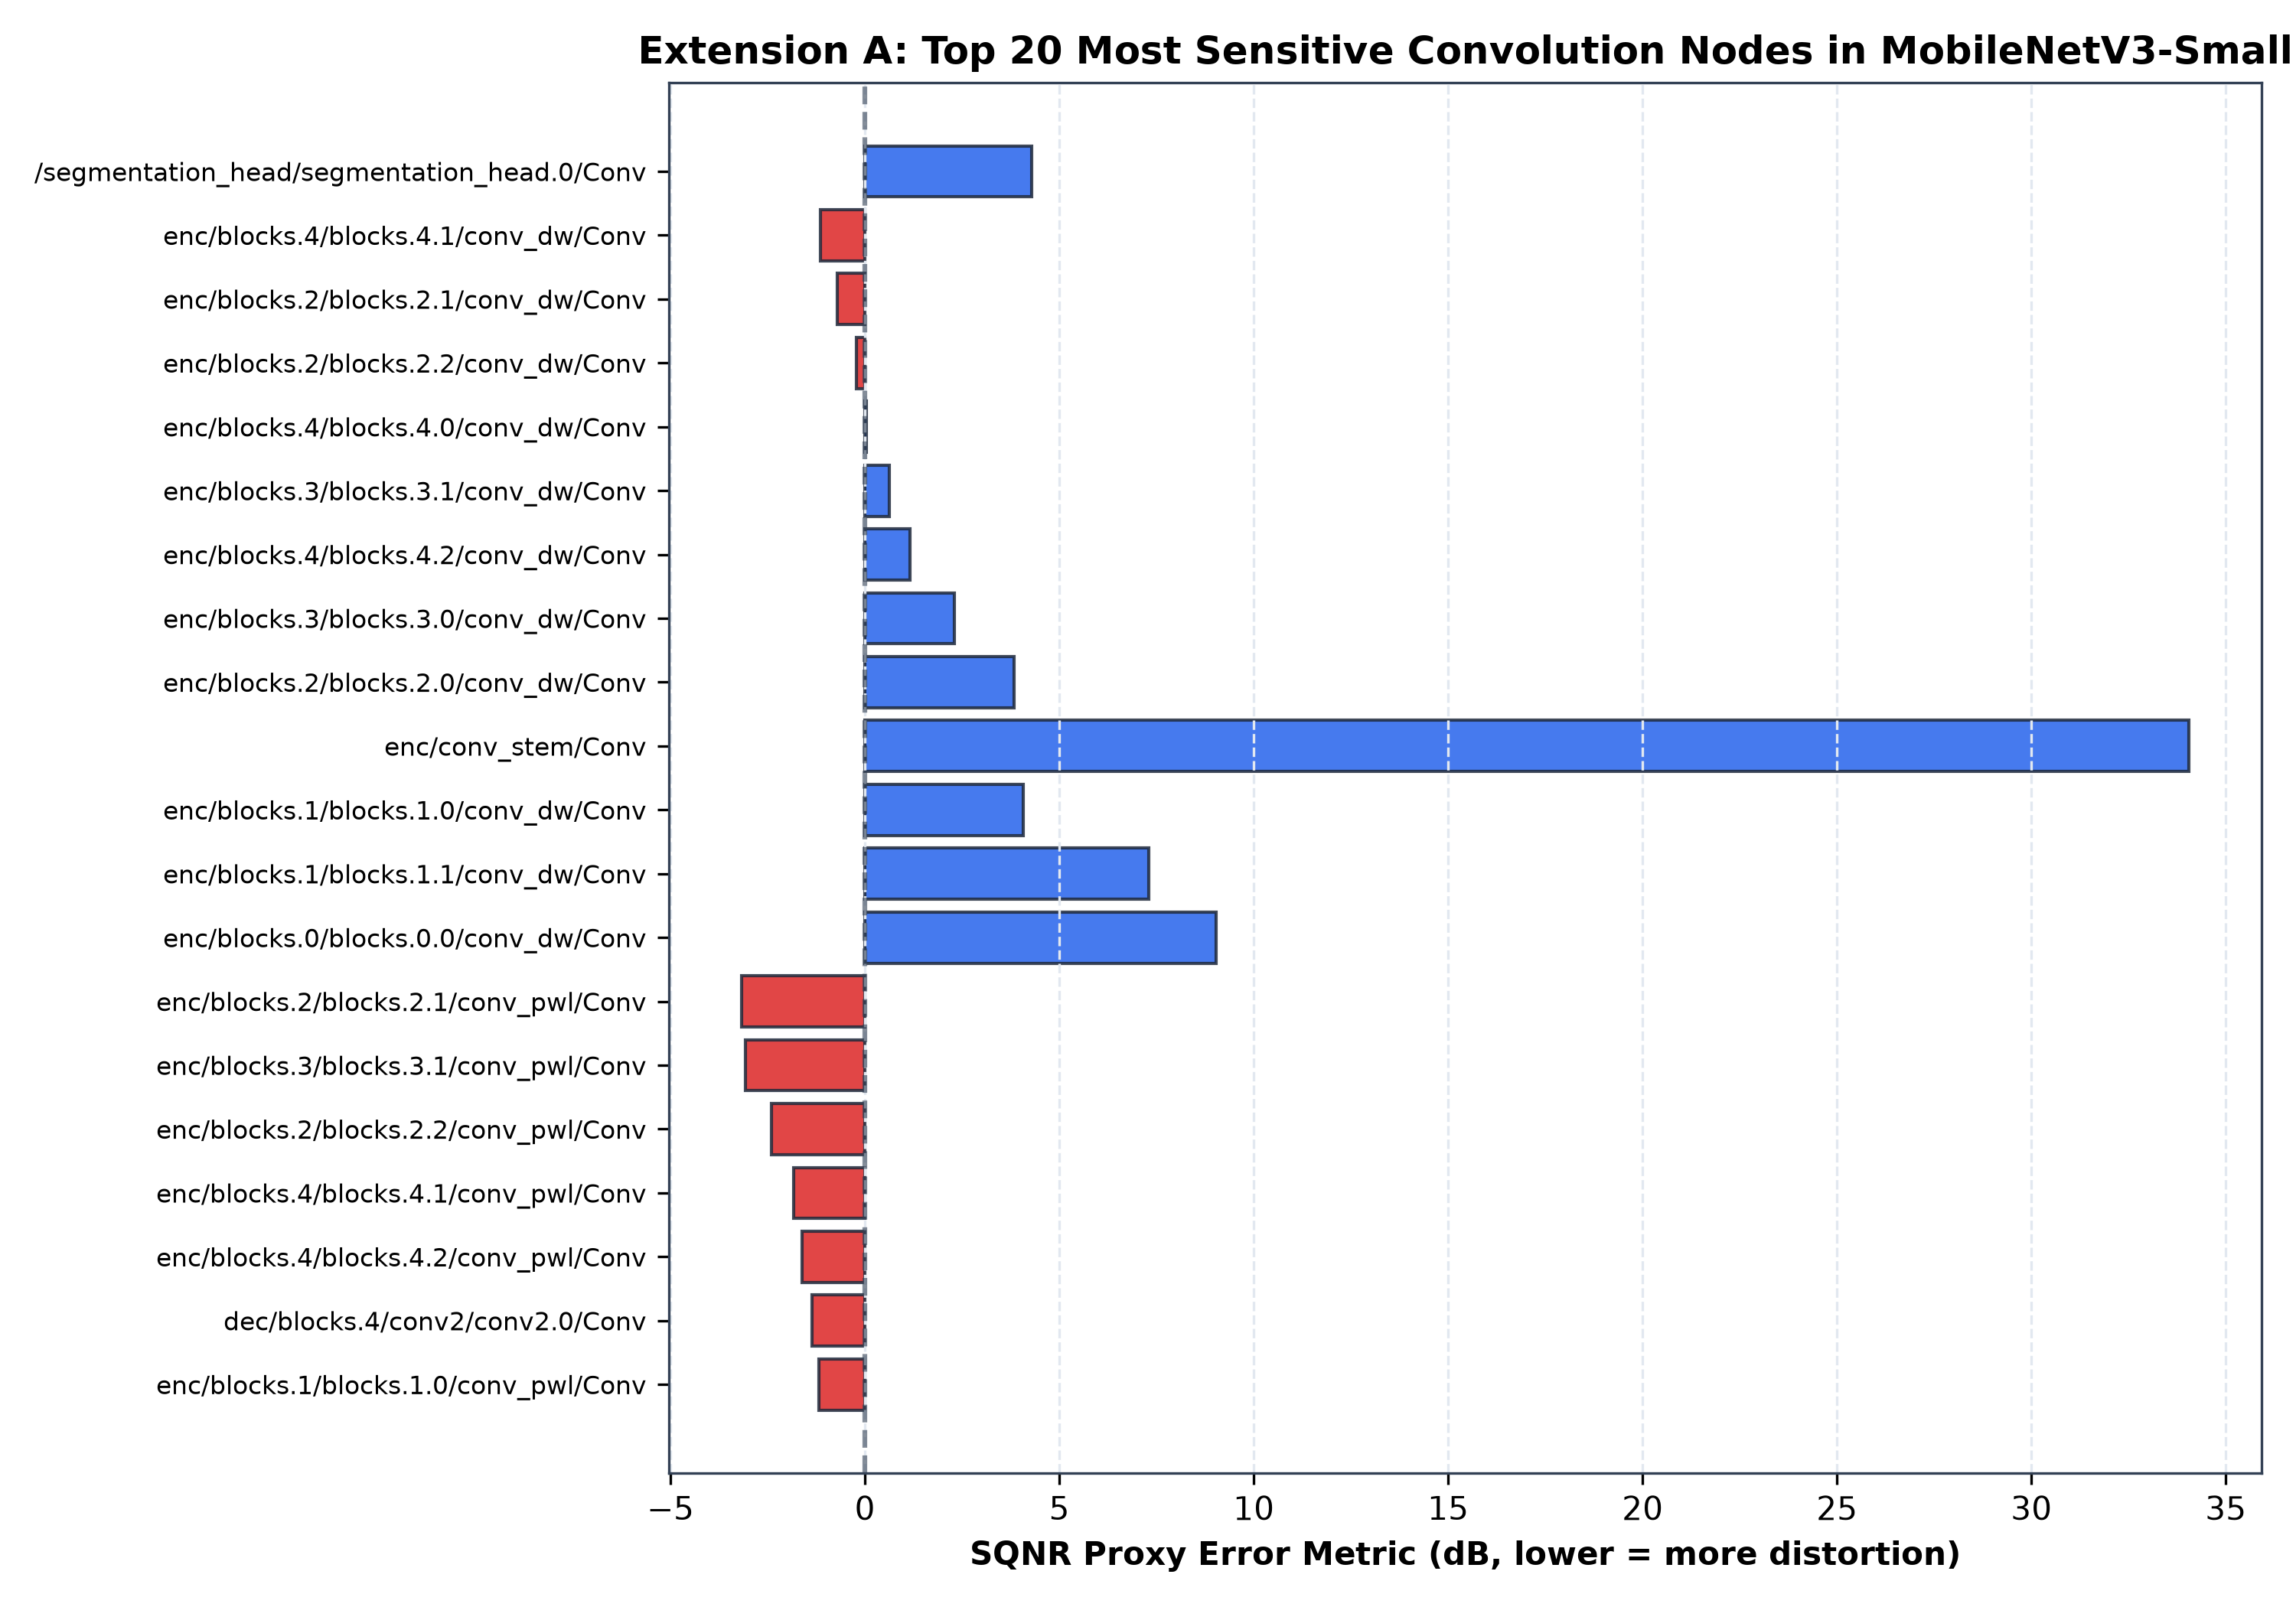 Extension A: Top 20 Most Sensitive Convolution Nodes in MobileNetV3-Small
/segmentation_head/segmentation_head.0/Conv
enc/blocks.4/blocks.4.1/conv_dw/Conv
enc/blocks.2/blocks.2.1/conv_dw/Conv
enc/blocks.2/blocks.2.2/conv_dw/Conv
enc/blocks.4/blocks.4.0/conv_dw/Conv
enc/blocks.3/blocks.3.1/conv_dw/Conv
enc/blocks.4/blocks.4.2/conv_dw/Conv
enc/blocks.3/blocks.3.0/conv_dw/Conv
enc/blocks.2/blocks.2.0/conv_dw/Conv
enc/conv_stem/Conv
enc/blocks.1/blocks.1.0/conv_dw/Conv
enc/blocks.1/blocks.1.1/conv_dw/Conv
enc/blocks.0/blocks.0.0/conv_dw/Conv
enc/blocks.2/blocks.2.1/conv_pwl/Conv
enc/blocks.3/blocks.3.1/conv_pwl/Conv
enc/blocks.2/blocks.2.2/conv_pwl/Conv
enc/blocks.4/blocks.4.1/conv_pwl/Conv
enc/blocks.4/blocks.4.2/conv_pwl/Conv
dec/blocks.4/conv2/conv2.0/Conv
enc/blocks.1/blocks.1.0/conv_pwl/Conv
−5 0 5 10 15 20 25 30 35
SQNR Proxy Error Metric (dB, lower = more distortion)